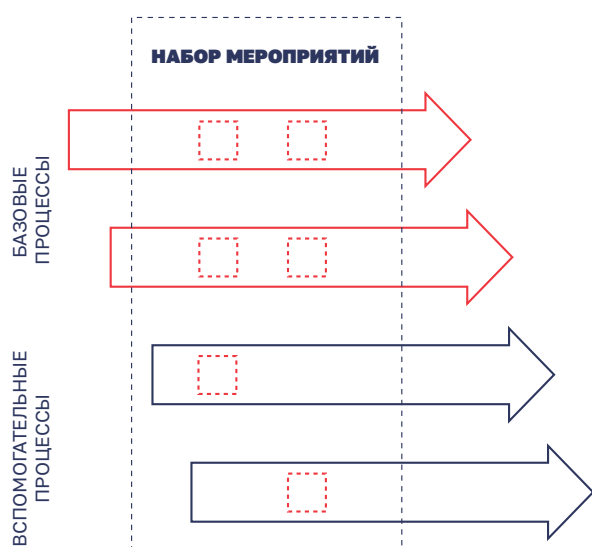 НАБОР МЕРОПРИЯТИЙ
БАЗОВЫЕ
ПРОЦЕССЫ
ВСПОМОГАТЕЛЬНЫЕ
ПРОЦЕССЫ